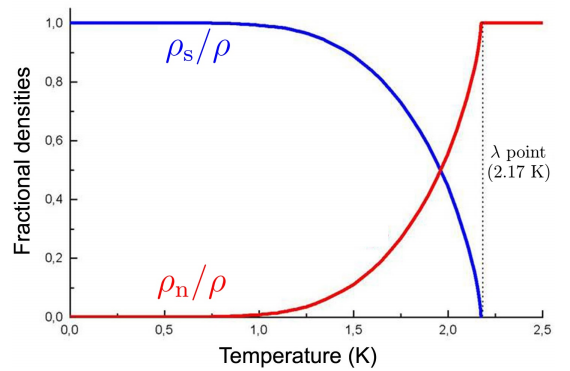 1,0
0,8
0,6
0,4
0,2
0,0
Fractional densities
ρs/ρ
ρn/ρ
λ point
(2.17 K)
0,0 0,5 1,0 1,5 2,0 2,5
Temperature (K)